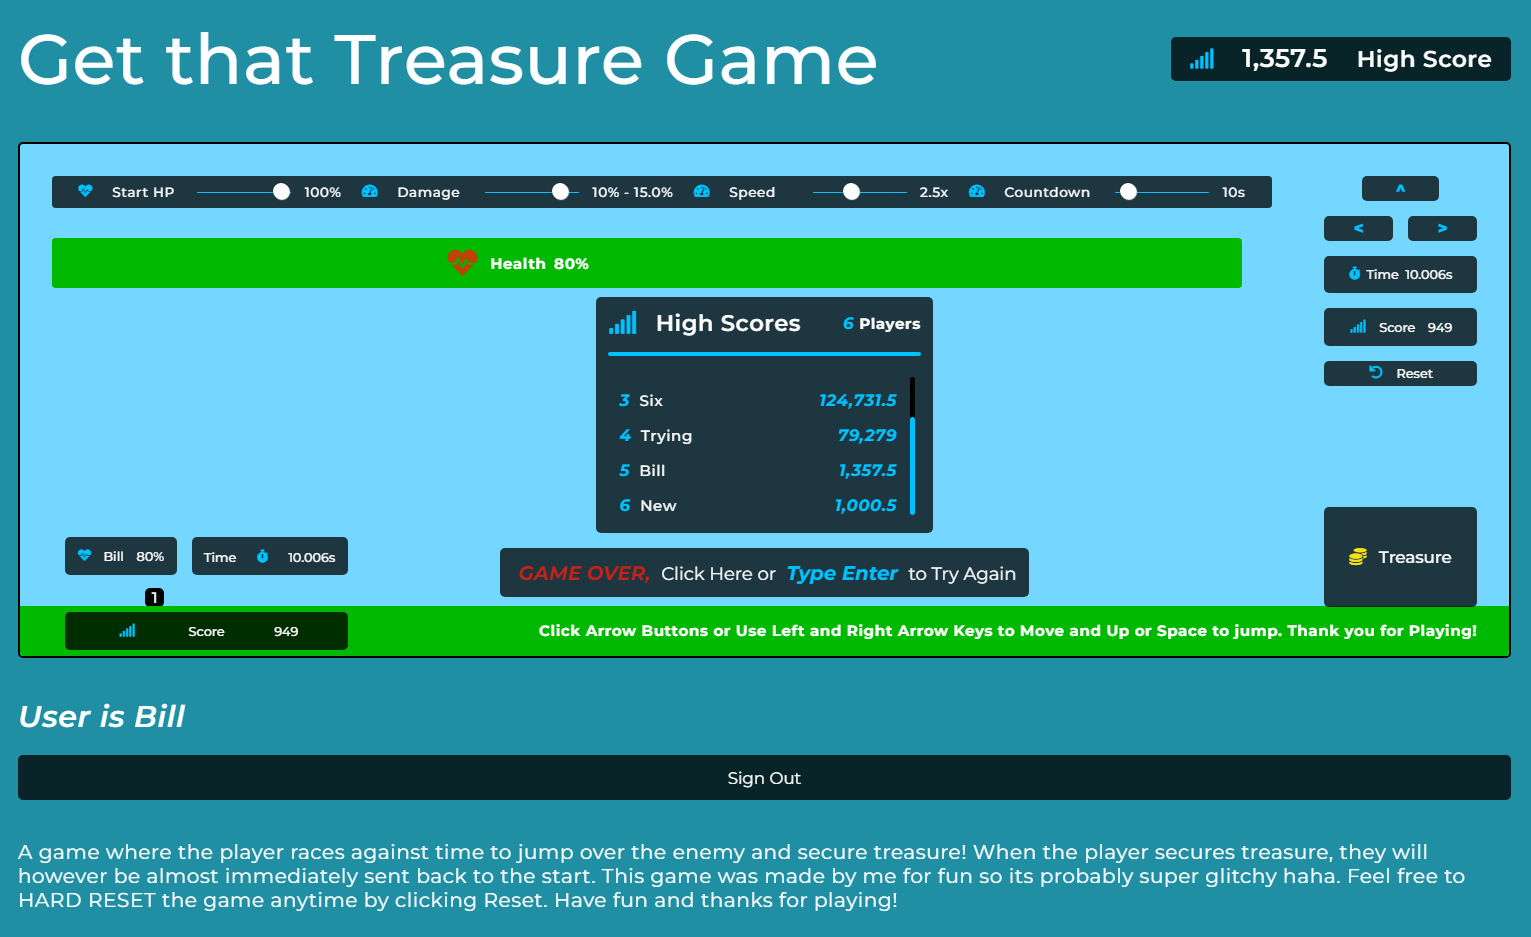 Get that Treasure Game
1,357.5 High Score
Start HP 100% Damage 10% - 15.0% Speed 2.5x Countdown 10s
^
< >
Health 80%
Time 10.006s
High Scores 6 Players
Score 949
Reset
3 Six 124,731.5
4 Trying 79,279
5 Bill 1,357.5
6 New 1,000.5
Bill 80% Time 10.006s
GAME OVER, Click Here or Type Enter to Try Again
Treasure
1
Score 949
Click Arrow Buttons or Use Left and Right Arrow Keys to Move and Up or Space to jump. Thank you for Playing!
User is Bill
Sign Out
A game where the player races against time to jump over the enemy and secure treasure! When the player secures treasure, they will
however be almost immediately sent back to the start. This game was made by me for fun so its probably super glitchy haha. Feel free to
HARD RESET the game anytime by clicking Reset. Have fun and thanks for playing!